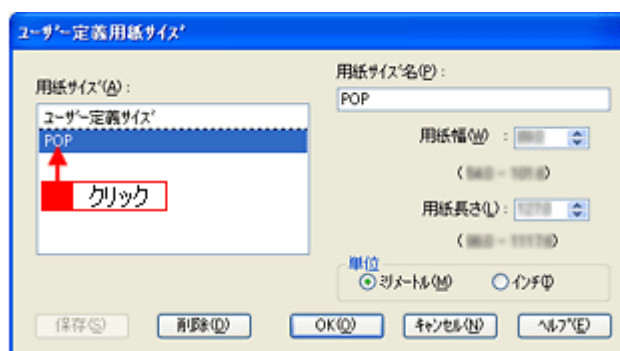 ユーザー定義用紙サイズ
用紙サイズ(A):
ユーザー定義サイズ
POP
クリック
用紙サイズ名(P):
POP
用紙幅(W) :
用紙長さ(L) :
単位
ミリメートル(M) インチ(I)
保存(S) 削除(D) OK(O) キャンセル(N) ヘルプ(E)